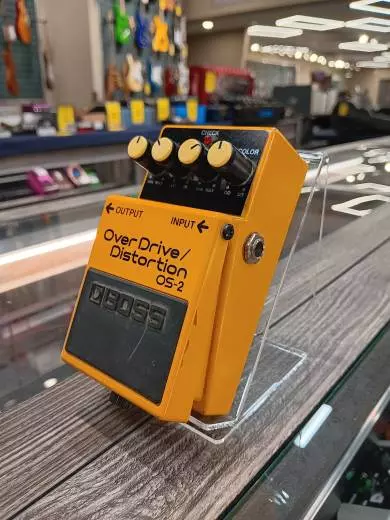 CHECK
COLOR
OUTPUT
INPUT
OverDrive/
Distortion
OS-2
BOSS